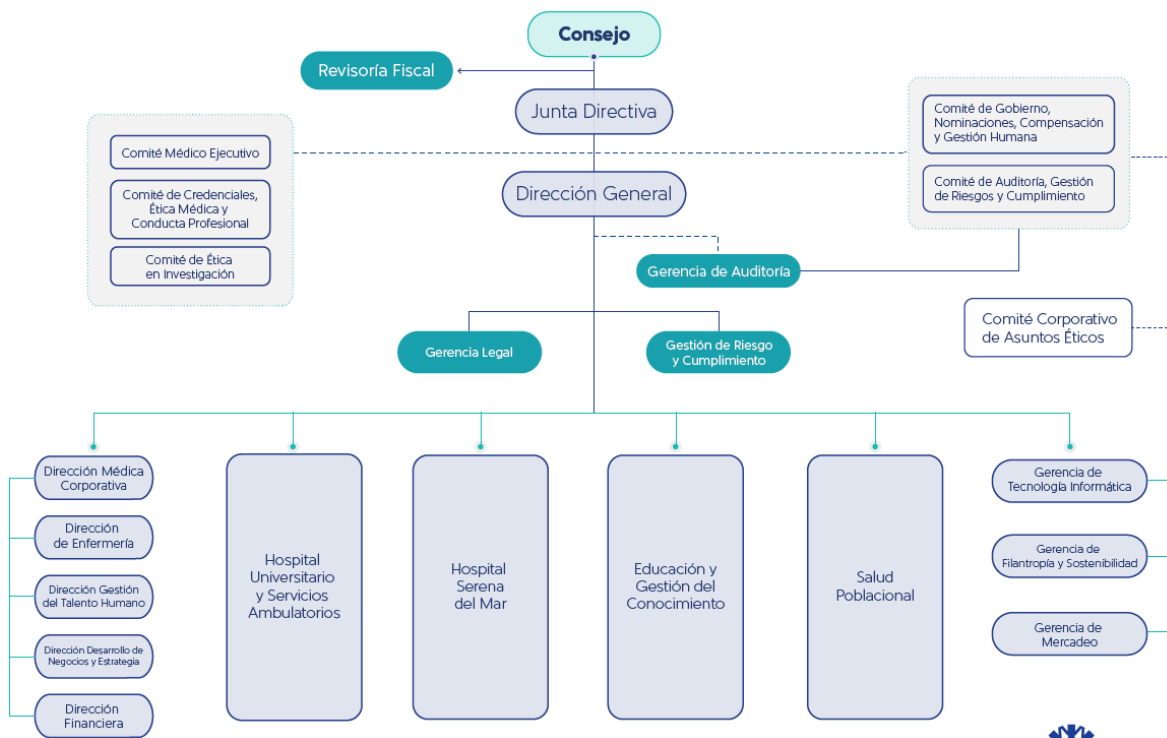 Consejo
Revisoría Fiscal
Junta Directiva
Comité de Gobierno,
Nominaciones, Compensación
y Gestión Humana
Comité Médico Ejecutivo
Comité de Auditoría, Gestión
de Riesgos y Cumplimiento
Comité de Credenciales,
Ética Médica y
Conducta Profesional
Dirección General
Comité de Ética
en Investigación
Gerencia de Auditoría
Comité Corporativo
de Asuntos Éticos
Gerencia Legal
Gestión de Riesgo
y Cumplimiento
Dirección Médica
Corporativa
Dirección
de Enfermería
Dirección Gestión
del Talento Humano
Dirección Desarrollo de
Negocios y Estrategia
Dirección
Financiera
Hospital
Universitario
y Servicios
Ambulatorios
Hospital
Serena
del Mar
Educación y
Gestión del
Conocimiento
Salud
Poblacional
Gerencia de
Tecnología Informática
Gerencia de
Filantropía y Sostenibilidad
Gerencia de
Mercadeo